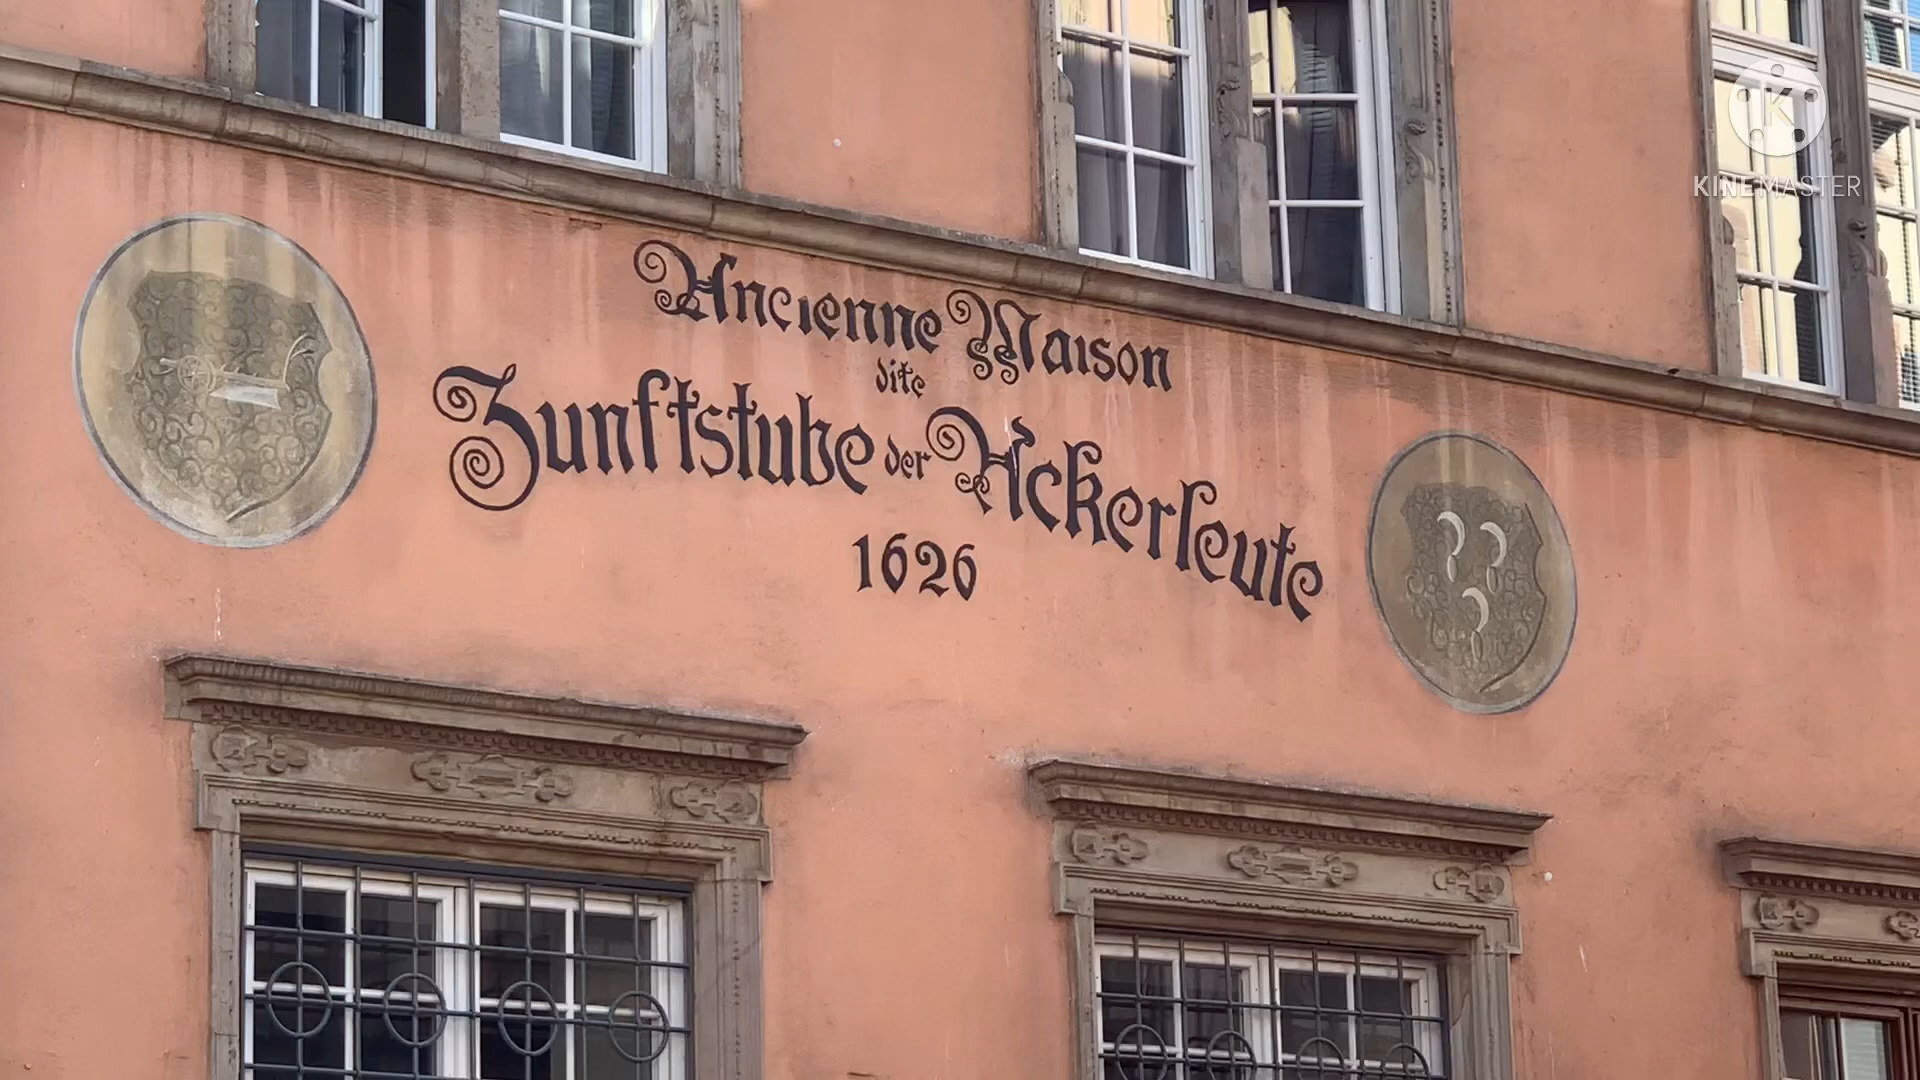 Ancienne Maison
dite
Zunftstube der Ackerleute
1626
KINEMASTER